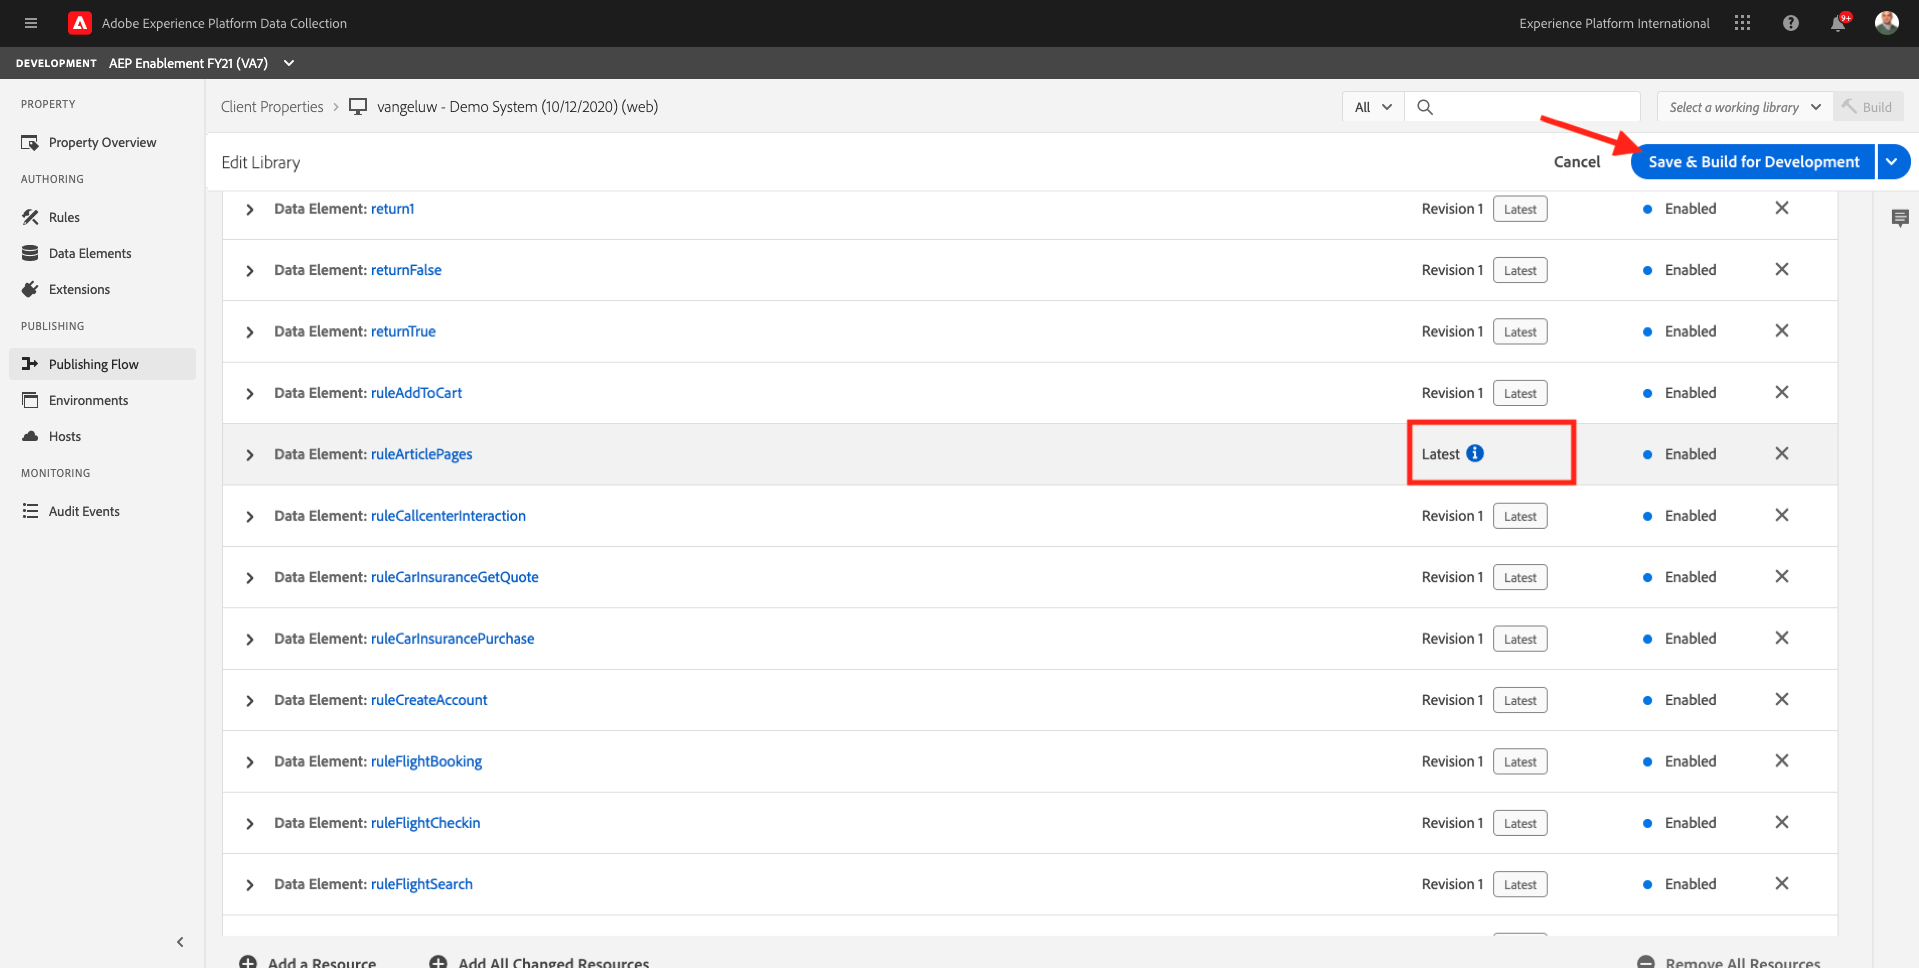 Adobe Experience Platform Data Collection
Experience Platform International
9+
DEVELOPMENT AEP Enablement FY21 (VA7)
PROPERTY
Property Overview
AUTHORING
Rules
Data Elements
Extensions
PUBLISHING
Publishing Flow
Environments
Hosts
MONITORING
Audit Events
Client Properties > vangeluw - Demo System (10/12/2020) (web)
All
Select a working library
Build
Edit Library
Cancel
Save & Build for Development
Data Element: return1 Revision 1 Latest Enabled
Data Element: returnFalse Revision 1 Latest Enabled
Data Element: returnTrue Revision 1 Latest Enabled
Data Element: ruleAddToCart Revision 1 Latest Enabled
Data Element: ruleArticlePages Latest Enabled
Data Element: ruleCallcenterInteraction Revision 1 Latest Enabled
Data Element: ruleCarInsuranceGetQuote Revision 1 Latest Enabled
Data Element: ruleCarInsurancePurchase Revision 1 Latest Enabled
Data Element: ruleCreateAccount Revision 1 Latest Enabled
Data Element: ruleFlightBooking Revision 1 Latest Enabled
Data Element: ruleFlightCheckin Revision 1 Latest Enabled
Data Element: ruleFlightSearch Revision 1 Latest Enabled
Add a Resource
Add All Changed Resources
Remove All Resources